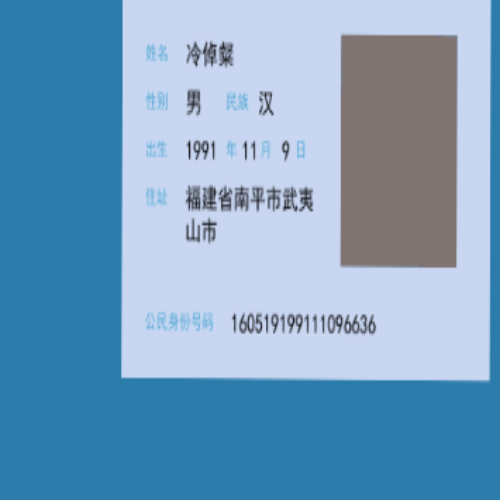 姓名 冷倬粲
性别 男 民族 汉
出生 1991 年 11 月 9 日
住址 福建省南平市武夷
山市
公民身份号码 160519199111096636